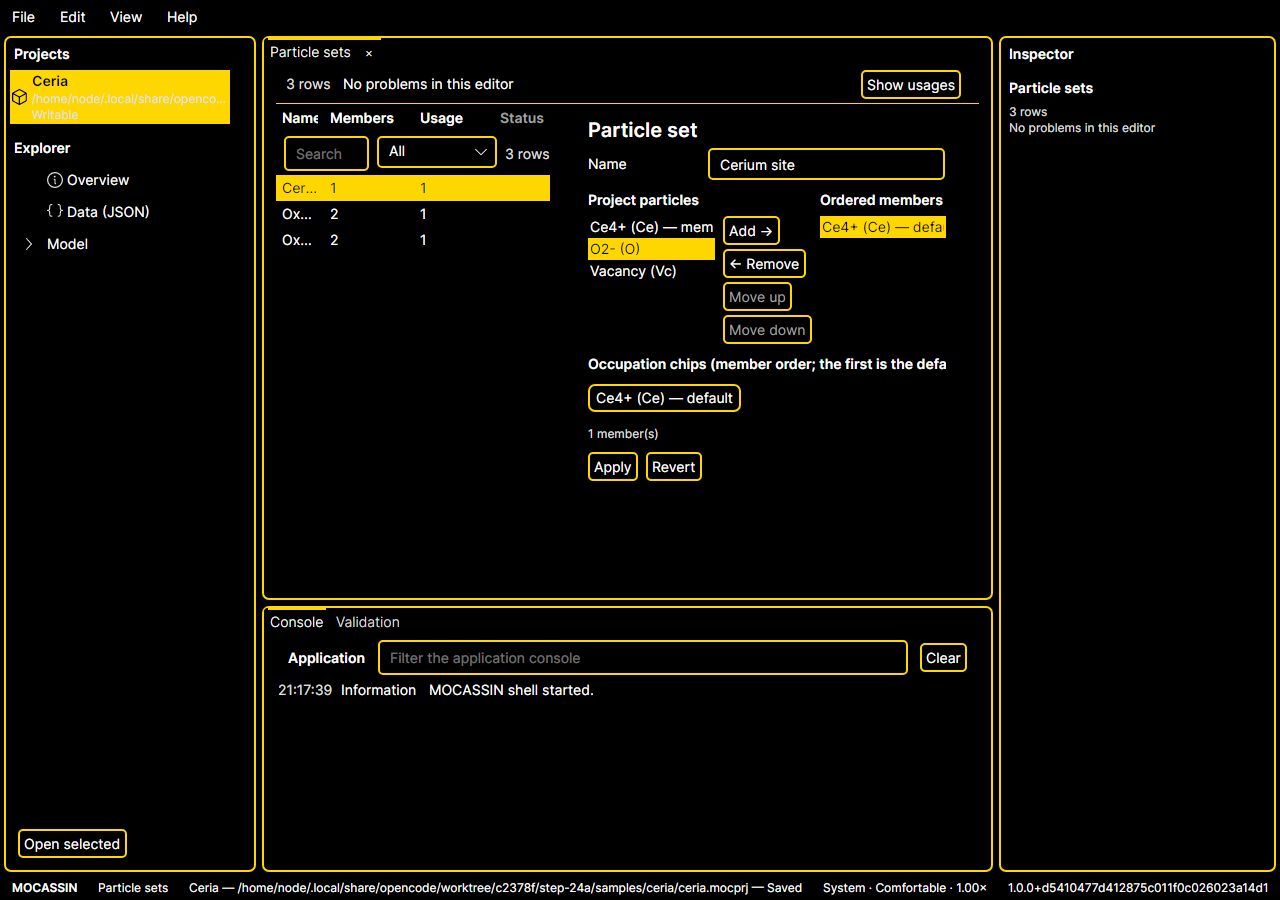 File Edit View Help
Projects
Ceria
/home/node/.local/share/openco...
Writable
Explorer
Overview
Data (JSON)
Model
Open selected
Particle sets ×
3 rows No problems in this editor Show usages
Name Members Usage Status
Search All 3 rows
Cer... 1 1
Ox... 2 1
Ox... 2 1
Particle set
Name Cerium site
Project particles Ordered members
Ce4+ (Ce) — mem Add → Ce4+ (Ce) — defa
O2- (O) ← Remove
Vacancy (Vc)
Move up
Move down
Occupation chips (member order; the first is the defa
Ce4+ (Ce) — default
1 member(s)
Apply Revert
Console Validation
Application Filter the application console Clear
21:17:39 Information MOCASSIN shell started.
Inspector
Particle sets
3 rows
No problems in this editor
MOCASSIN Particle sets Ceria — /home/node/.local/share/opencode/worktree/c2378f/step-24a/samples/ceria/ceria.mocprj — Saved System · Comfortable · 1.00× 1.0.0+d5410477d412875c011f0c026023a14d1